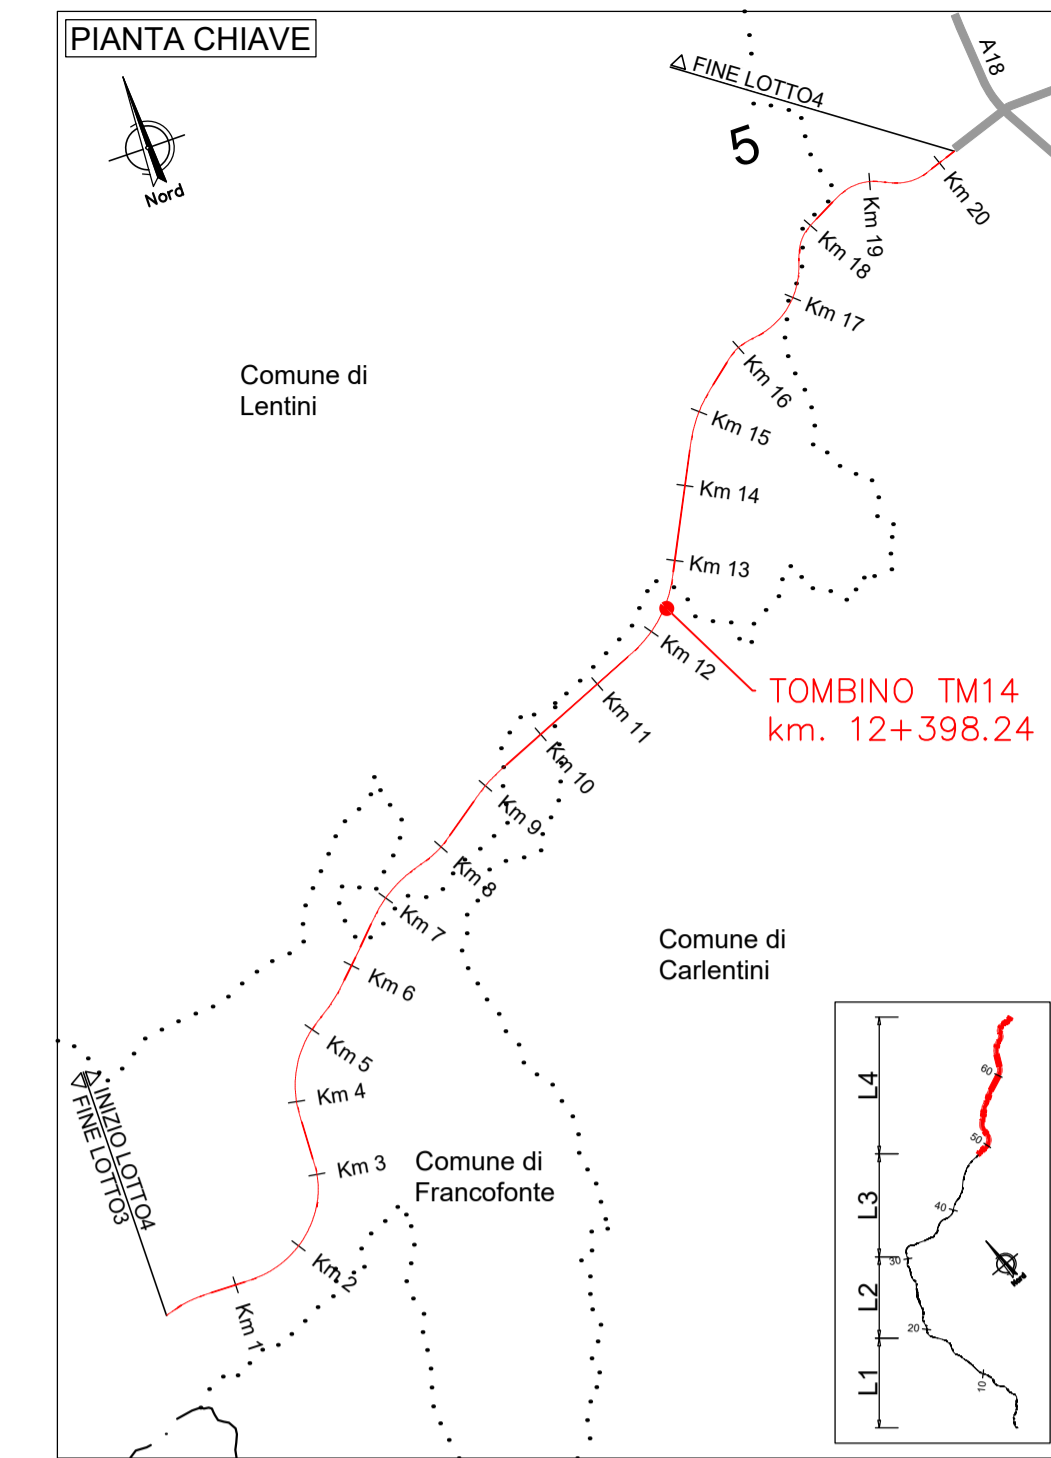 PIANTA CHIAVE
Nord
FINE LOTTO4
A18
5
Km 20
Km 19
Km 18
Km 17
Km 16
Km 15
Km 14
Km 13
Km 12
Km 11
Km 10
Km 9
Km 8
Km 7
Km 6
Km 5
Km 4
Km 3
Km 2
Km 1
Comune di
Lentini
TOMBINO TM14
km. 12+398.24
Comune di
Carlentini
Comune di
Francofonte
INIZIO LOTTO4
FINE LOTTO3
L4
L3
L2
L1
60
50
40
30
20
10